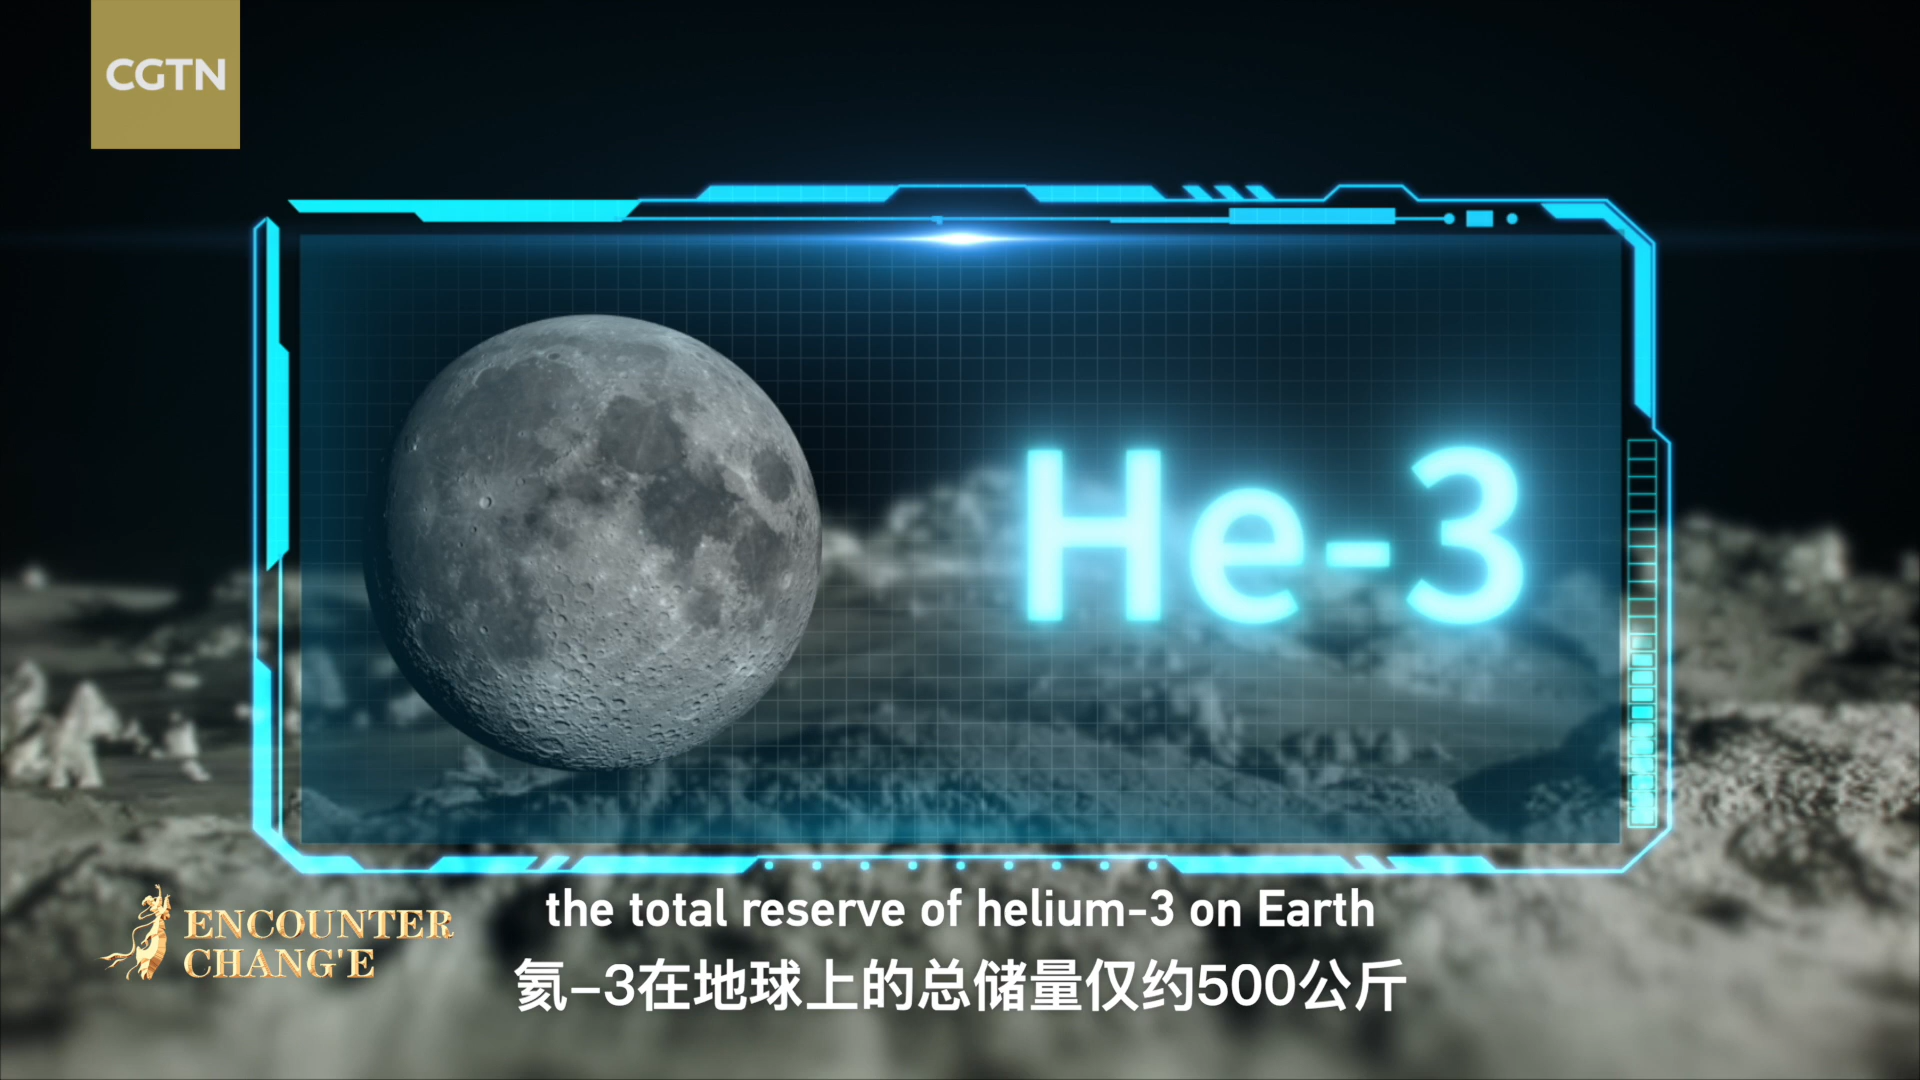 CGTN
He-3
ENCOUNTER
CHANG'E
the total reserve of helium-3 on Earth
氦-3在地球上的总储量仅约500公斤